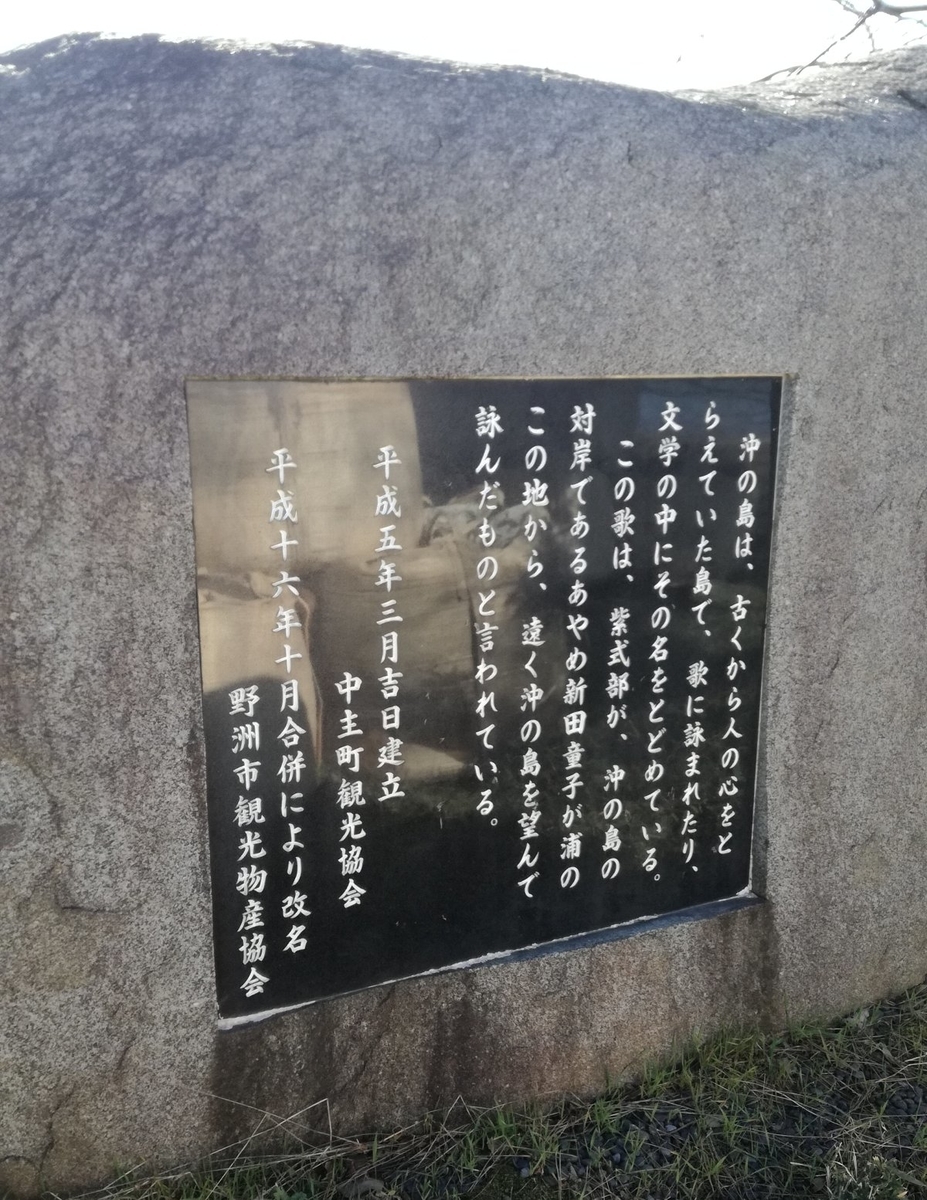 沖の島は、古くから人の心をと
らえていた島で、歌に詠まれたり、
文学の中にその名をとどめている。
この歌は、紫式部が、沖の島の
対岸であるあやめ新田童子が浦の
この地から、遠く沖の島を望んで
詠んだものと言われている。
平成五年三月吉日建立
中主町観光協会
平成十六年十月合併により改名
野洲市観光物産協会